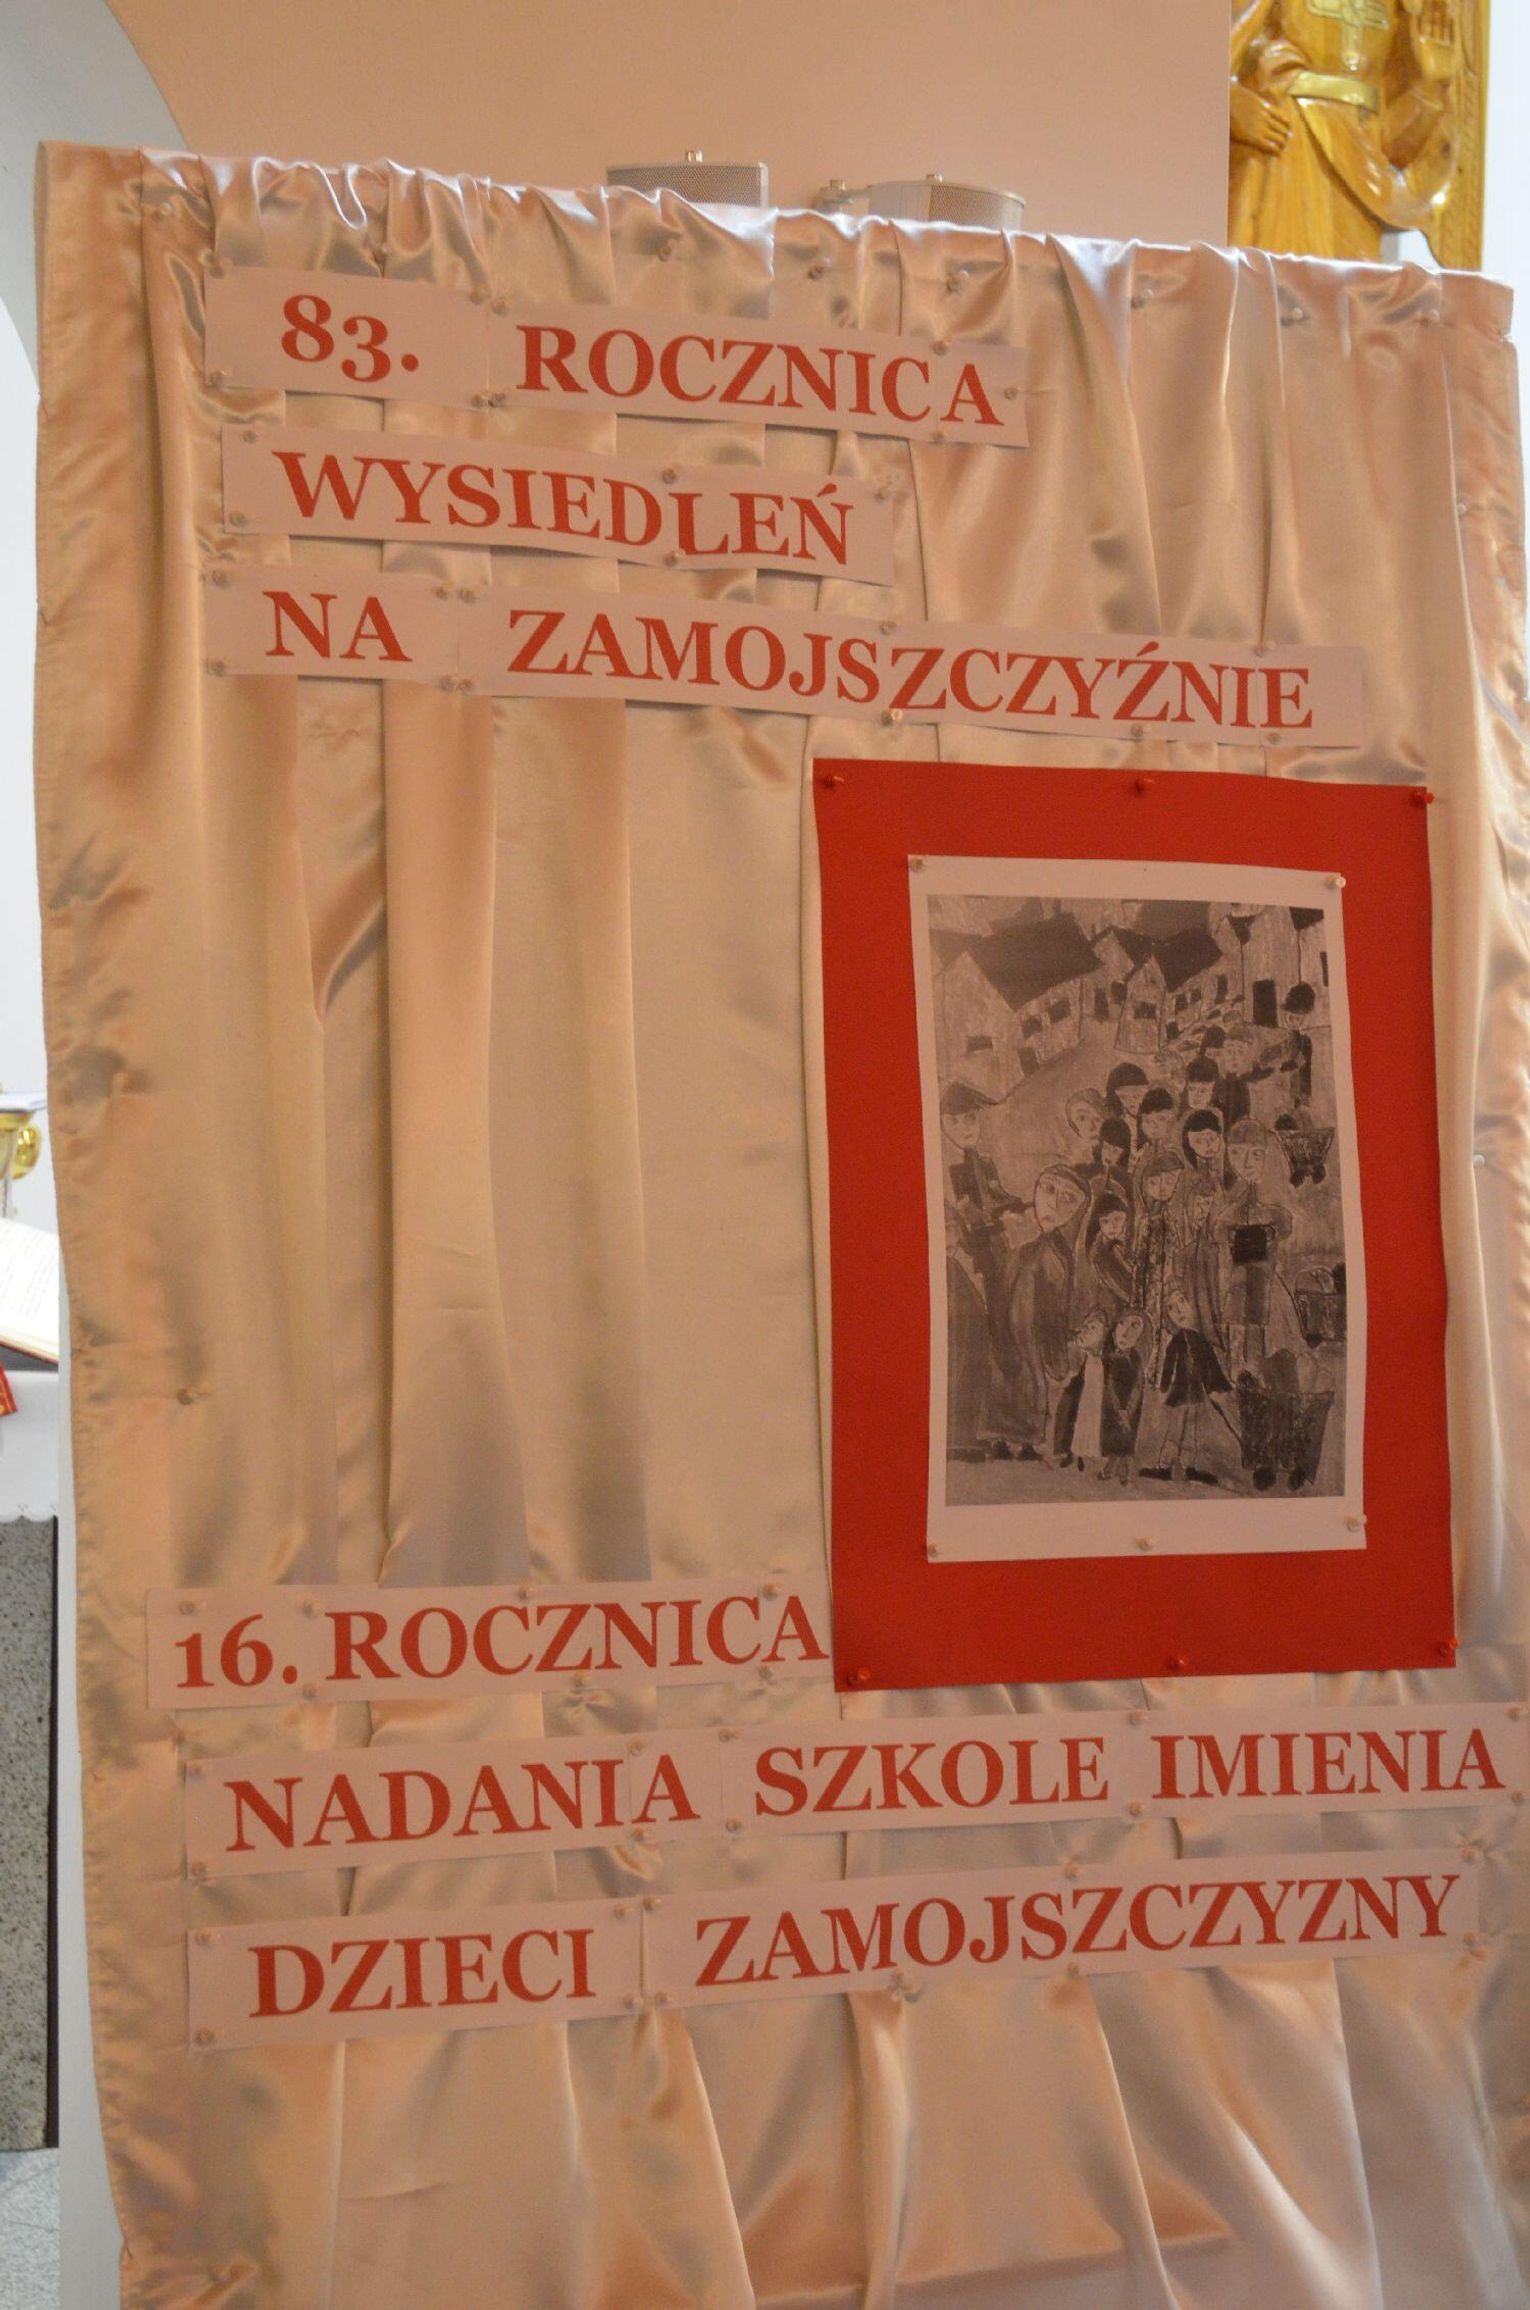 83. ROCZNICA
WYSIEDLEŃ
NA ZAMOJSZCZYŹNIE
16. ROCZNICA
NADANIA SZKOLE IMIENIA
DZIECI ZAMOJSZCZYZNY